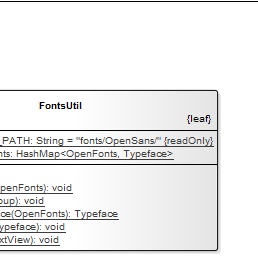 FontsUtil
{leaf}
_PATH: String = "fonts/OpenSans/" {readOnly}
nts: HashMap<OpenFonts, Typeface>
penFonts): void
oup): void
ce(OpenFonts): Typeface
ypeface): void
xtView): void